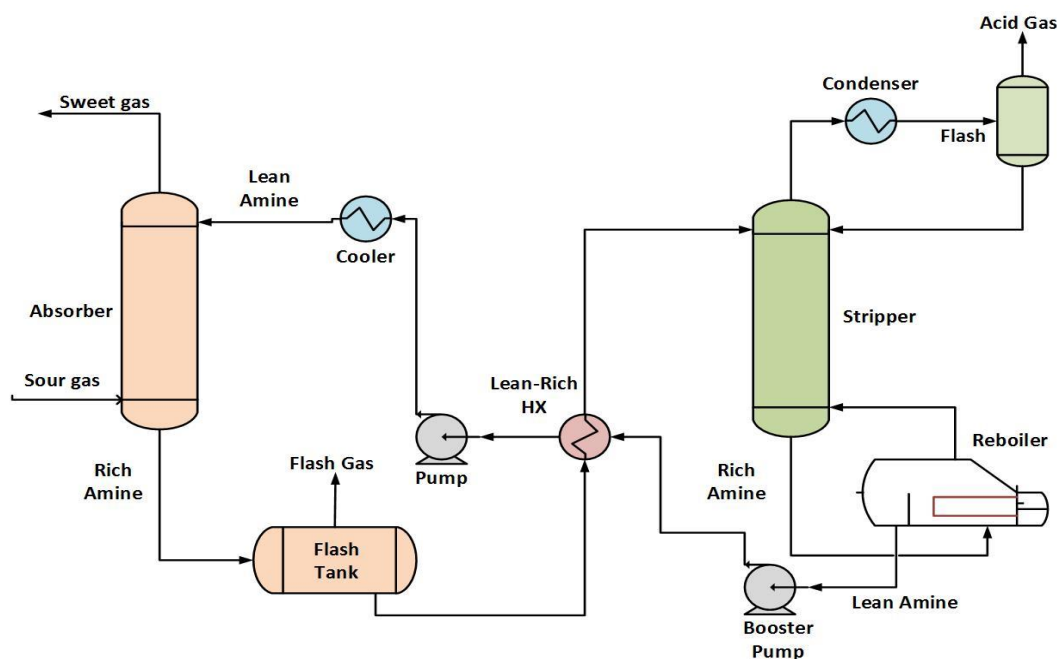 Acid Gas
Condenser
Sweet gas
Flash
Lean
Amine
Cooler
Absorber
Stripper
Sour gas
Lean-Rich
HX
Reboiler
Rich
Amine
Flash Gas
Pump
Rich
Amine
Flash
Tank
Lean Amine
Booster
Pump